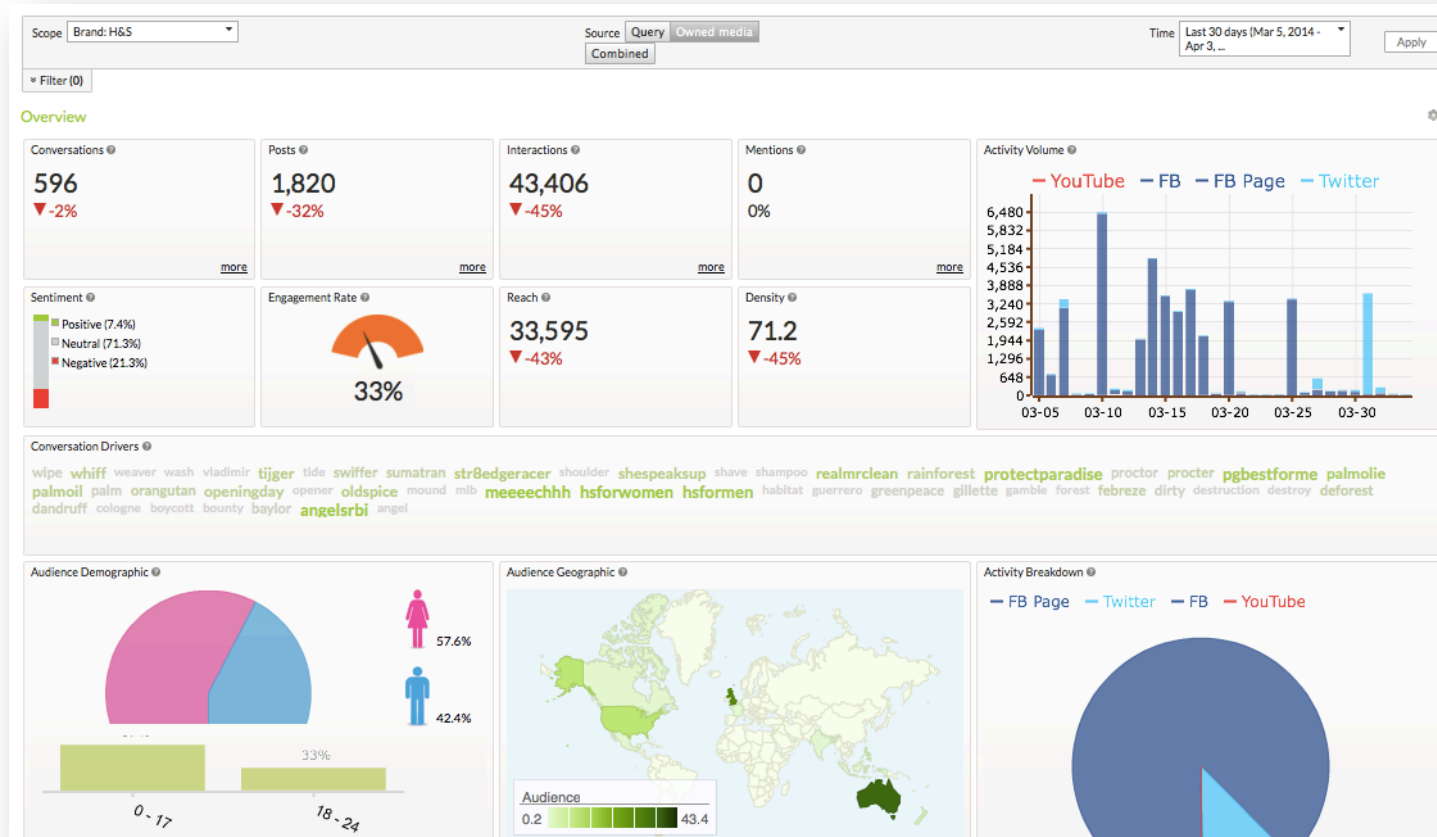 Scope Brand: H&S Source Query Owned media Time Last 30 days (Mar 5, 2014 -
Combined Apr 3, ... Apply
Filter (0)
Overview
Conversations
596
-2%
more
Posts
1,820
-32%
more
Interactions
43,406
-45%
more
Mentions
0
0%
more
Activity Volume
YouTube FB FB Page Twitter
6,480
5,832
5,184
4,536
3,888
3,240
2,592
1,944
1,296
648
0
03-05 03-10 03-15 03-20 03-25 03-30
Sentiment
Positive (7.4%)
Neutral (71.3%)
Negative (21.3%)
Engagement Rate
33%
Reach
33,595
-43%
Density
71.2
-45%
Conversation Drivers
wipe whiff weaver wash vladimir tijger tide swiffer sumatran str8edgeracer shoulder shespeaksup shave shampoo realmrclean rainforest protectparadise proctor procter pgbestforme palmolie
palmoil palm orangutan openingday opener oldspice mound mlb meeeechhh hsforwomen hsformen habitat guerrero greenpeace gillette gamble forest febreze dirty destruction destroy deforest
dandruff cologne boycott bounty baylor angelsrbi angel
Audience Demographic
57.6%
42.4%
33%
0 - 17
18 - 24
Audience Geographic
Audience
0.2 43.4
Activity Breakdown
FB Page Twitter FB YouTube